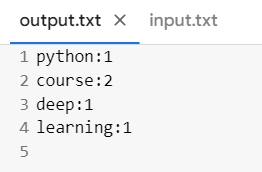 output.txt × input.txt
1 python:1
2 course:2
3 deep:1
4 learning:1
5